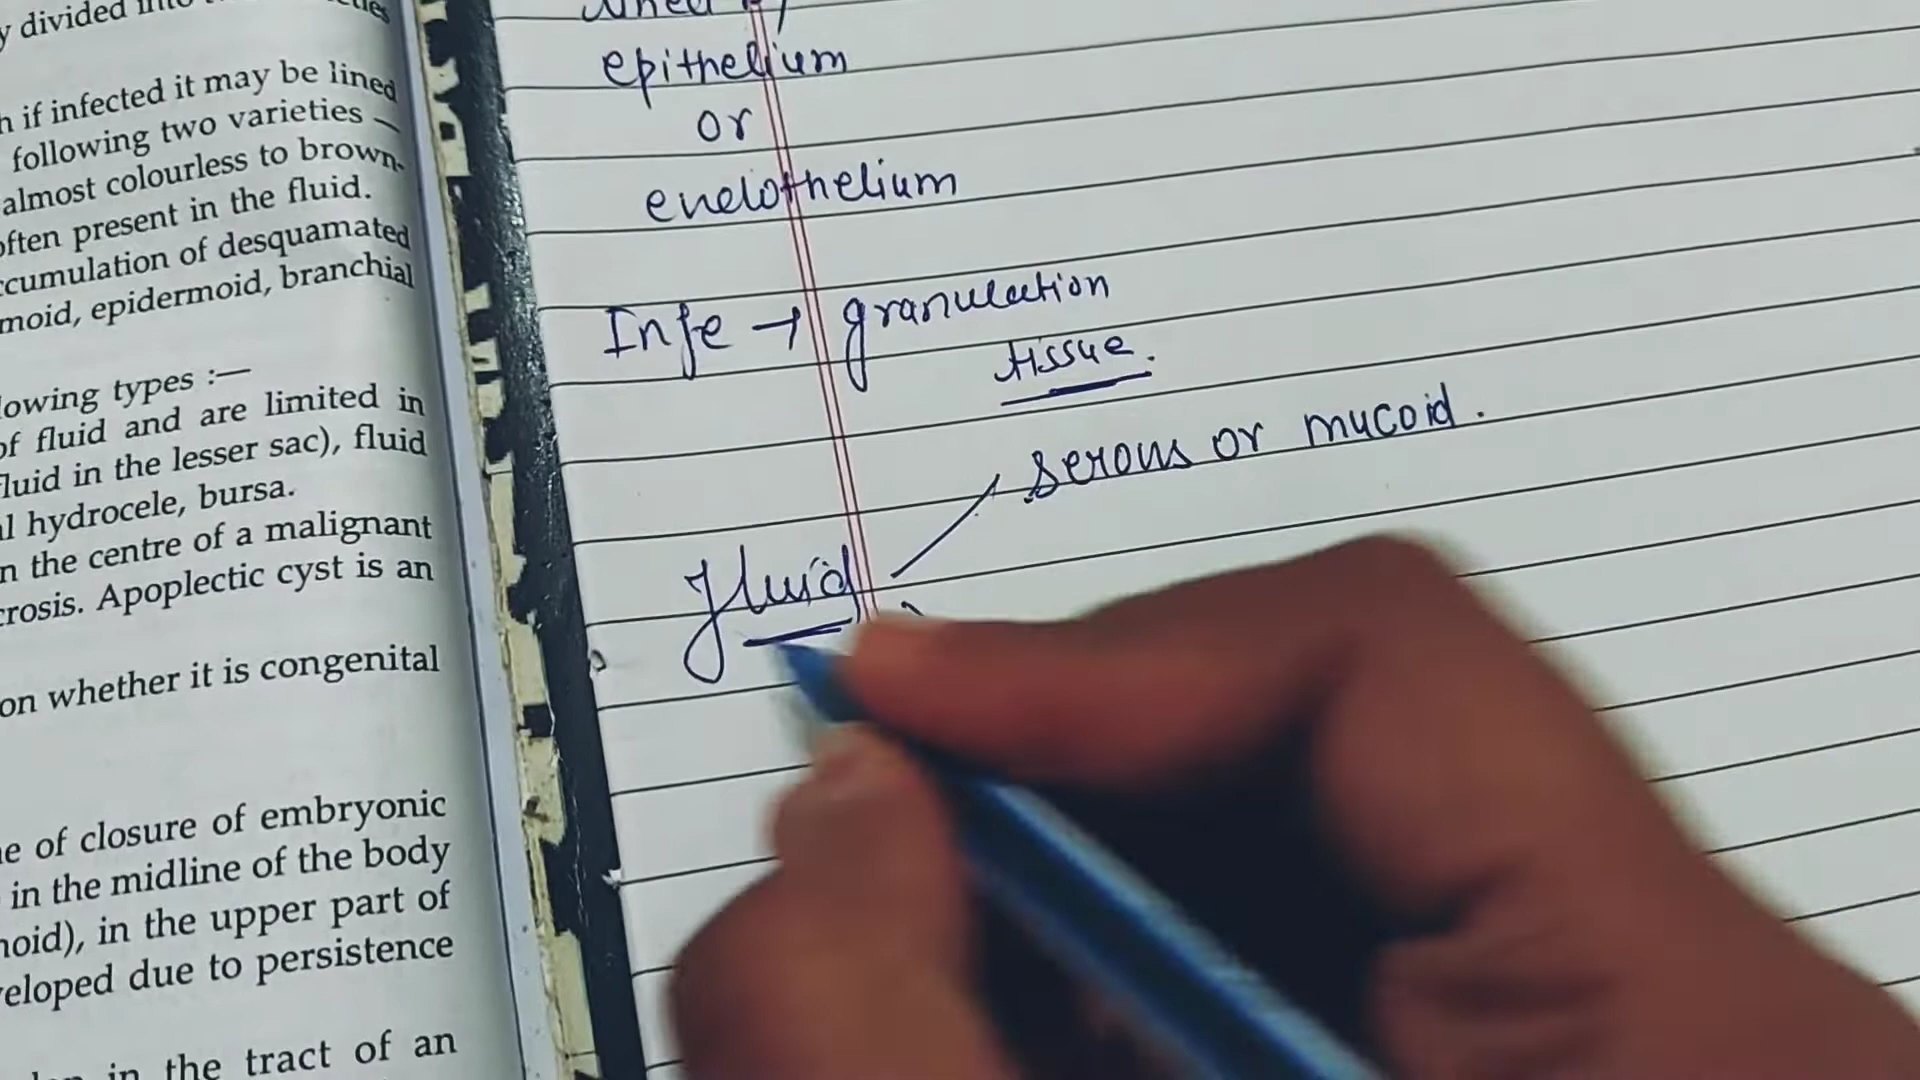 y divided into
h if infected it may be lined
following two varieties —
almost colourless to brown.
often present in the fluid.
ccumulation of desquamated
moid, epidermoid, branchial
lowing types :—
of fluid and are limited in
fluid in the lesser sac), fluid
al hydrocele, bursa.
n the centre of a malignant
crosis. Apoplectic cyst is an
on whether it is congenital
ne of closure of embryonic
in the midline of the body
noid), in the upper part of
veloped due to persistence
in the tract of an
epithelium
or
endothelium
Infe → granulation
tissue.
serous or mucoid.
Fluid